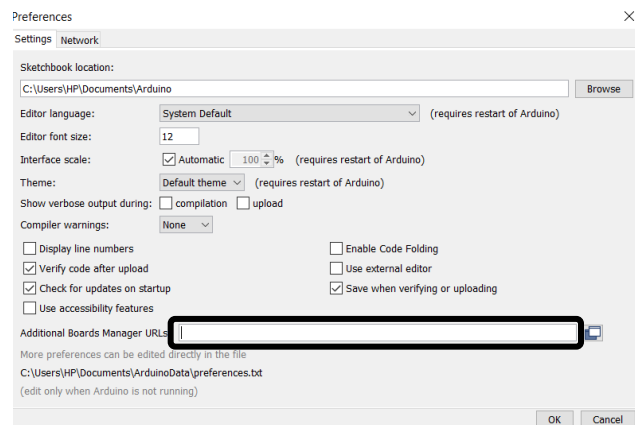 Preferences
Settings Network
Sketchbook location:
C:\Users\HP\Documents\Arduino Browse
Editor language: System Default (requires restart of Arduino)
Editor font size: 12
Interface scale: Automatic 100 % (requires restart of Arduino)
Theme: Default theme (requires restart of Arduino)
Show verbose output during: compilation upload
Compiler warnings: None
Display line numbers Enable Code Folding
Verify code after upload Use external editor
Check for updates on startup Save when verifying or uploading
Use accessibility features
Additional Boards Manager URLs
More preferences can be edited directly in the file
C:\Users\HP\Documents\ArduinoData\preferences.txt
(edit only when Arduino is not running)
OK Cancel